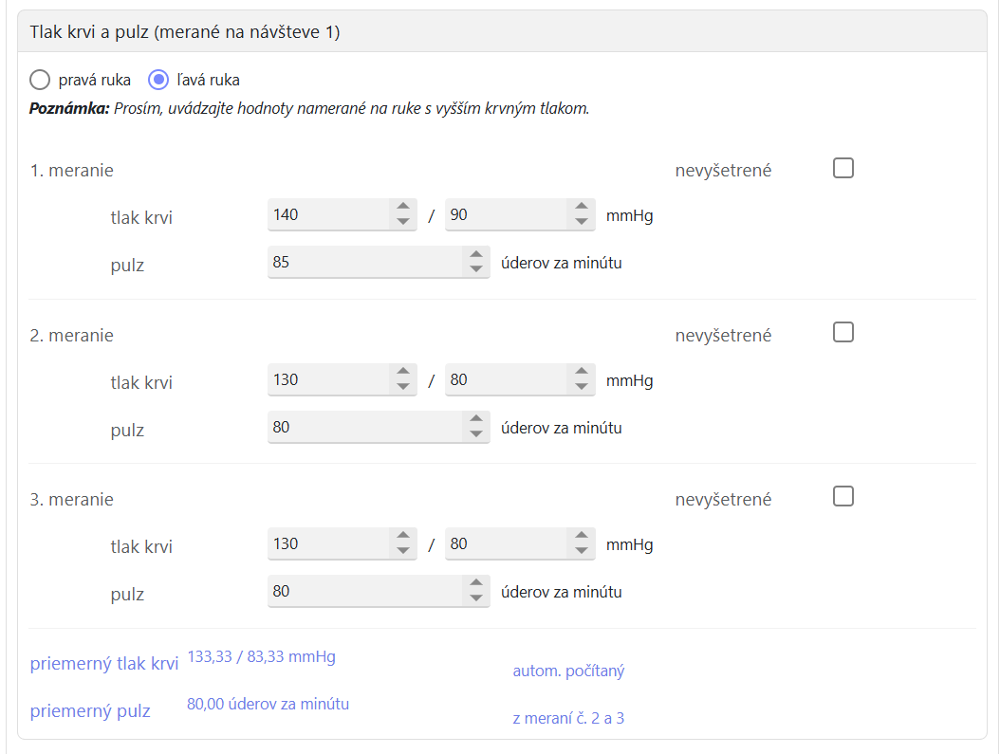 Tlak krvi a pulz (merané na návšteve 1)
pravá ruka ľavá ruka
Poznámka: Prosím, uvádzajte hodnoty namerané na ruke s vyšším krvným tlakom.
1. meranie nevyšetrené
tlak krvi 140 / 90 mmHg
pulz 85 úderov za minútu
2. meranie nevyšetrené
tlak krvi 130 / 80 mmHg
pulz 80 úderov za minútu
3. meranie nevyšetrené
tlak krvi 130 / 80 mmHg
pulz 80 úderov za minútu
priemerný tlak krvi 133,33 / 83,33 mmHg autom. počítaný
priemerný pulz 80,00 úderov za minútu z meraní č. 2 a 3